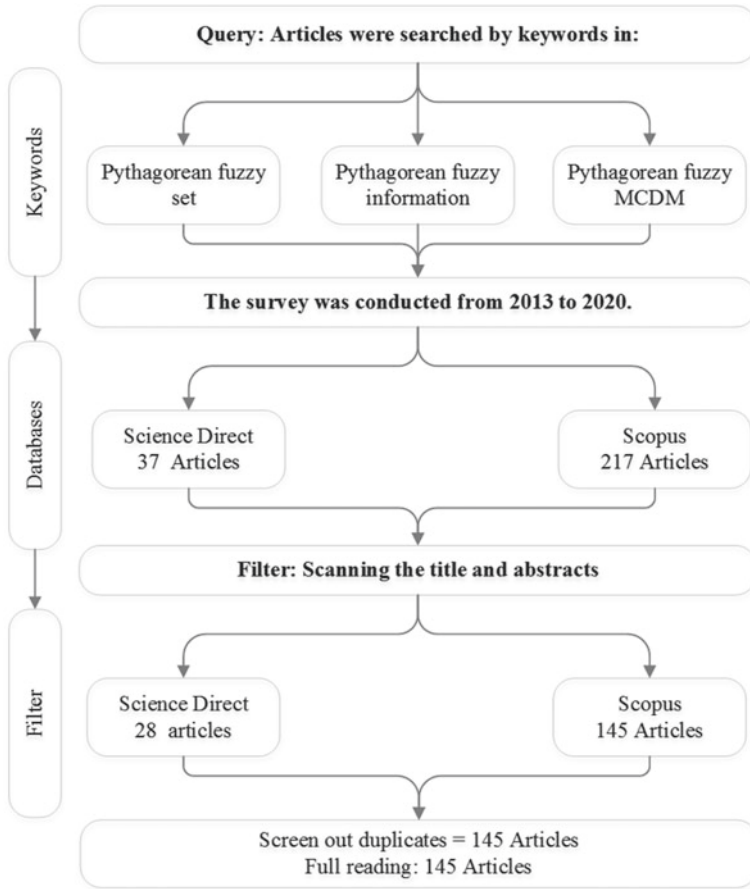 Query: Articles were searched by keywords in:
Keywords
Pythagorean fuzzy
set
Pythagorean fuzzy
information
Pythagorean fuzzy
MCDM
The survey was conducted from 2013 to 2020.
Databases
Science Direct
37 Articles
Scopus
217 Articles
Filter: Scanning the title and abstracts
Filter
Science Direct
28 articles
Scopus
145 Articles
Screen out duplicates = 145 Articles
Full reading: 145 Articles